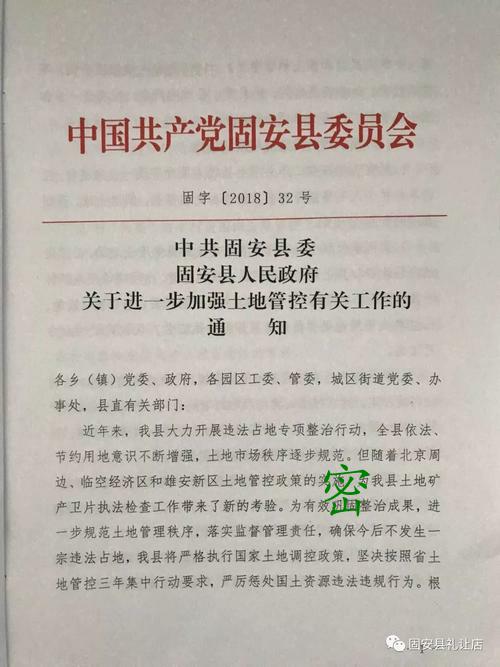 中国共产党固安县委员会
固字〔2018〕32号
中共固安县委
固安县人民政府
关于进一步加强土地管控有关工作的
通 知
各乡（镇）党委、政府，各园区工委、管委，城区街道党委、办
事处，县直有关部门：
近年来，我县大力开展违法占地专项整治行动，全县依法、
节约用地意识不断增强，土地市场秩序逐步规范。但随着北京周
边、临空经济区和雄安新区土地管控政策的实施，为我县土地矿
产卫片执法检查工作带来了新的考验。为有效巩固整治成果，进
一步规范土地管理秩序，落实监督管理责任，确保今后不发生一
宗违法占地，我县将严格执行国家土地调控政策，坚决按照省土
地管控三年集中行动要求，严厉惩处国土资源违法违规行为。根
密
1
固安县礼让店